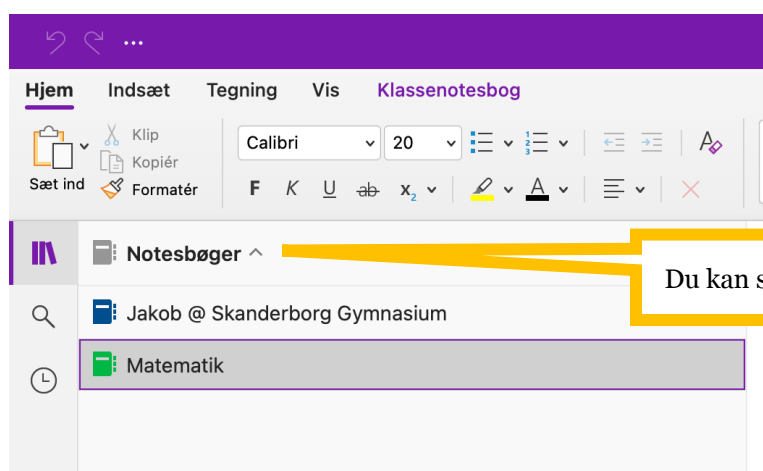 Hjem Indsæt Tegning Vis Klassenotesbog
Sæt ind
Klip
Kopiér
Formatér
Calibri 20
F K U ab x2 A
Notesbøger
Du kan s
Jakob @ Skanderborg Gymnasium
Matematik